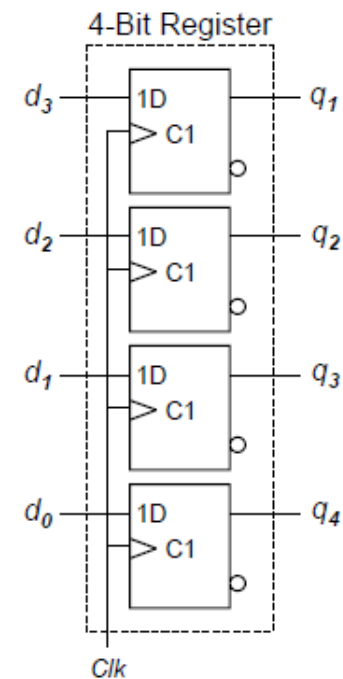 4-Bit Register
d3 1D q1
C1
d2 1D q2
C1
d1 1D q3
C1
d0 1D q4
C1
Clk